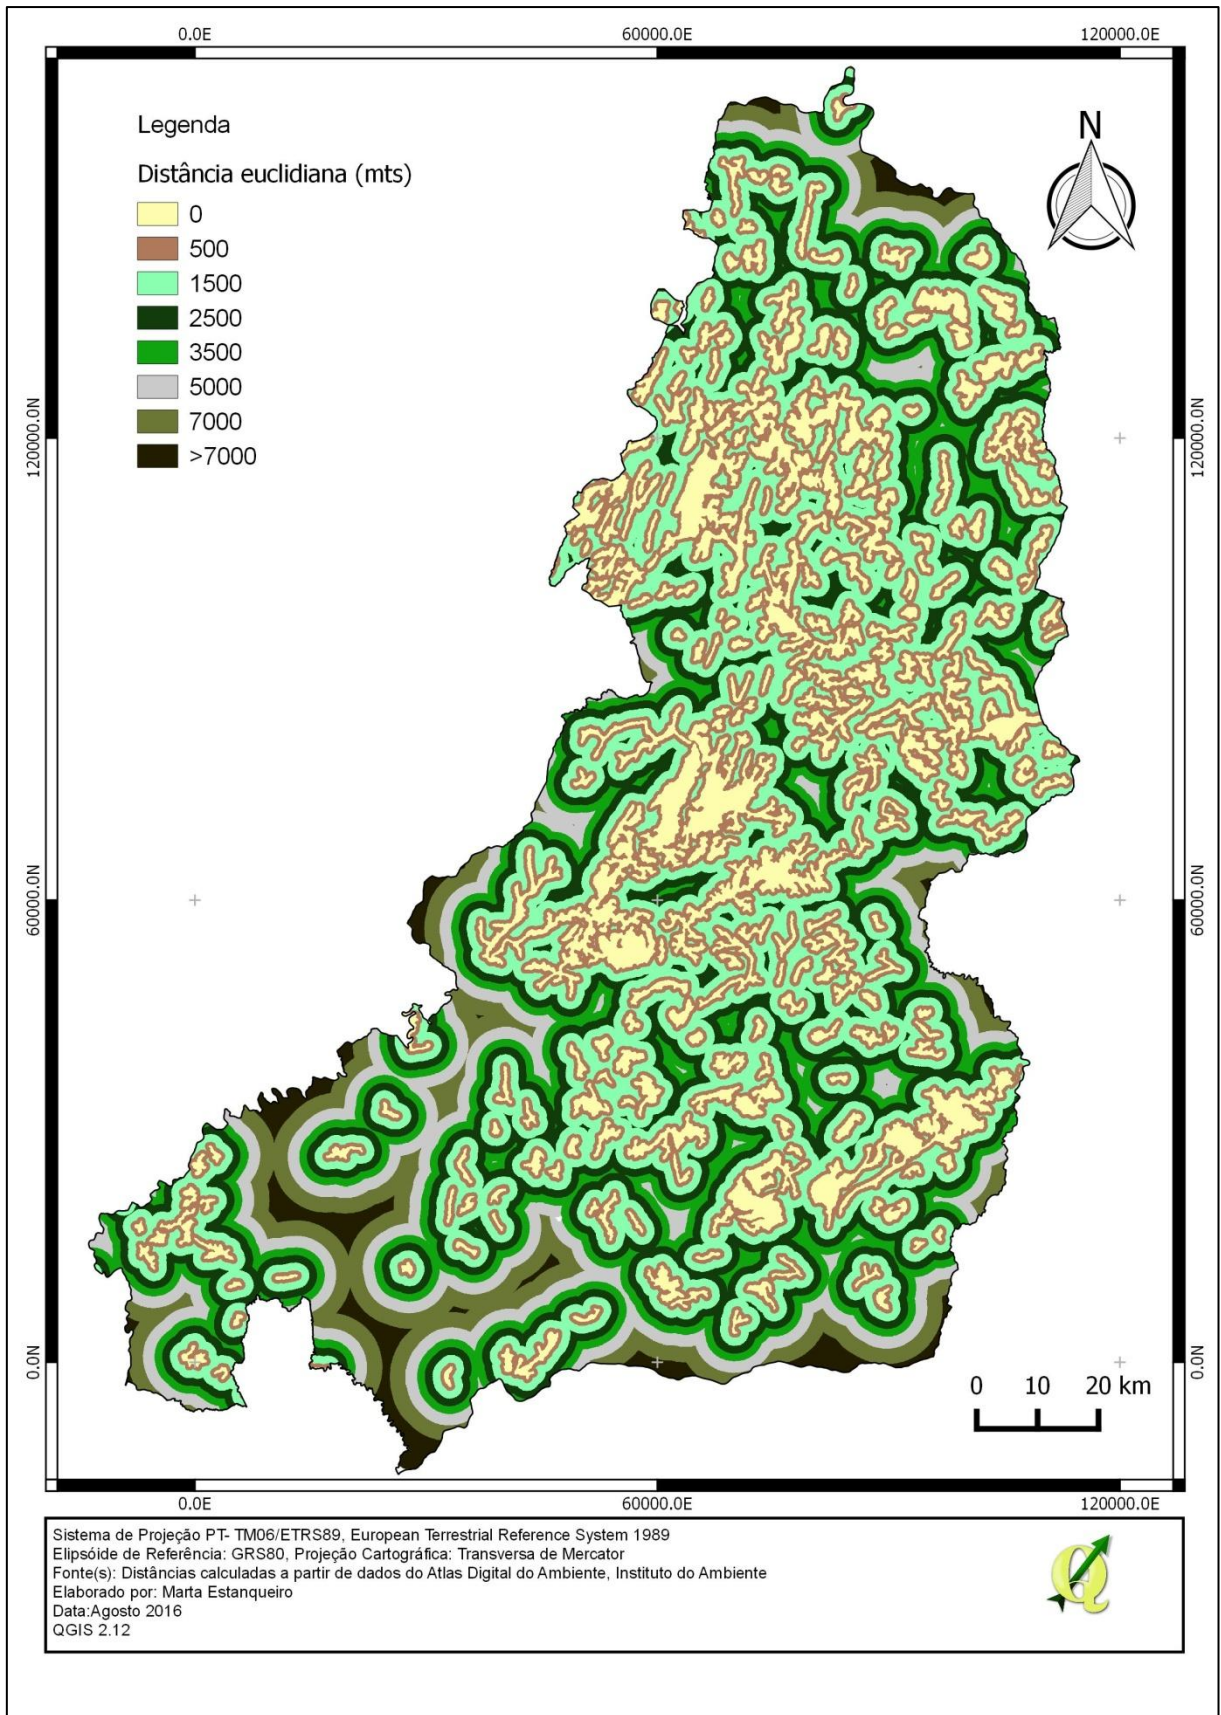 0.0E 60000.0E 120000.0E
Legenda
N
Distância euclidiana (mts)
0
500
1500
2500
3500
5000
7000
>7000
120000.0N 120000.0N
60000.0N 60000.0N
0.0N 0.0N
0 10 20 km
0.0E 60000.0E 120000.0E
Sistema de Projeção PT- TM06/ETRS89, European Terrestrial Reference System 1989
Elipsóide de Referência: GRS80, Projeção Cartográfica: Transversa de Mercator
Fonte(s): Distâncias calculadas a partir de dados do Atlas Digital do Ambiente, Instituto do Ambiente
Elaborado por: Marta Estanqueiro
Data:Agosto 2016
QGIS 2.12